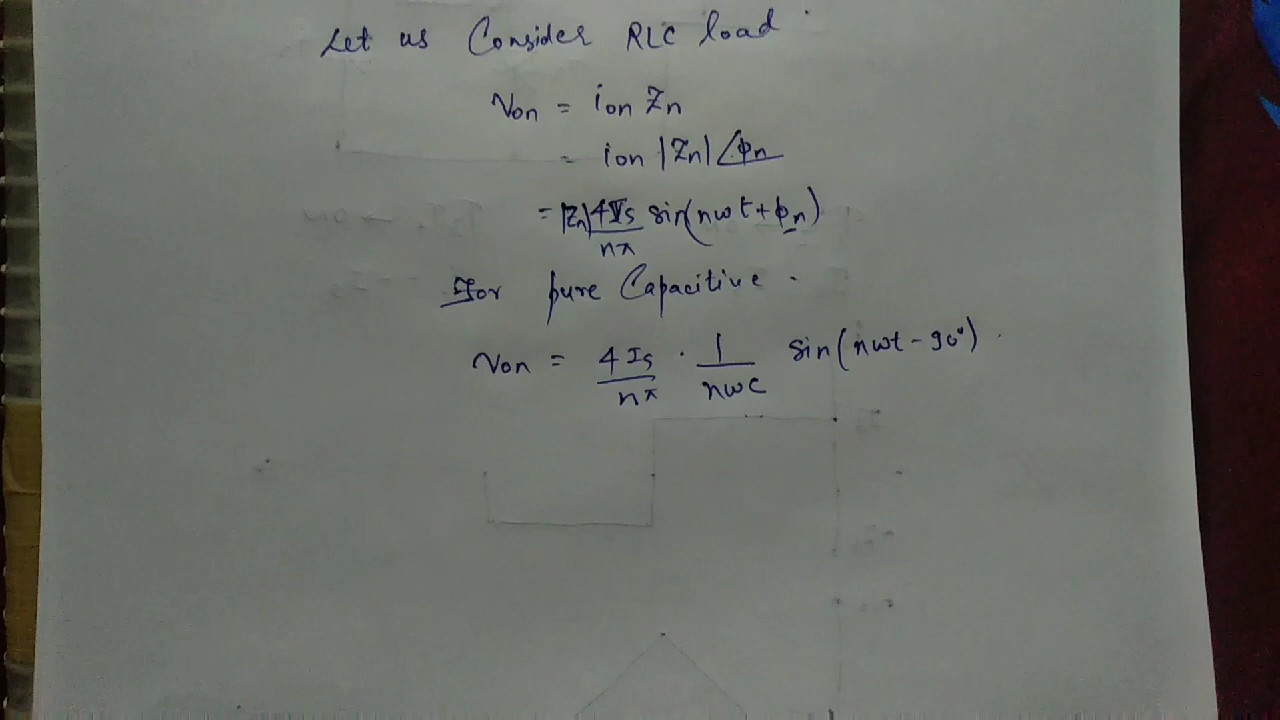 Let us Consider RLC load
Von = ion Zn
= ion |Zn| ∠ϕn
= |Zn| 4Is/nπ sin(nωt+ϕn)
For pure Capacitive.
Von = 4Is/nπ · 1/nωc sin(nωt-90°).